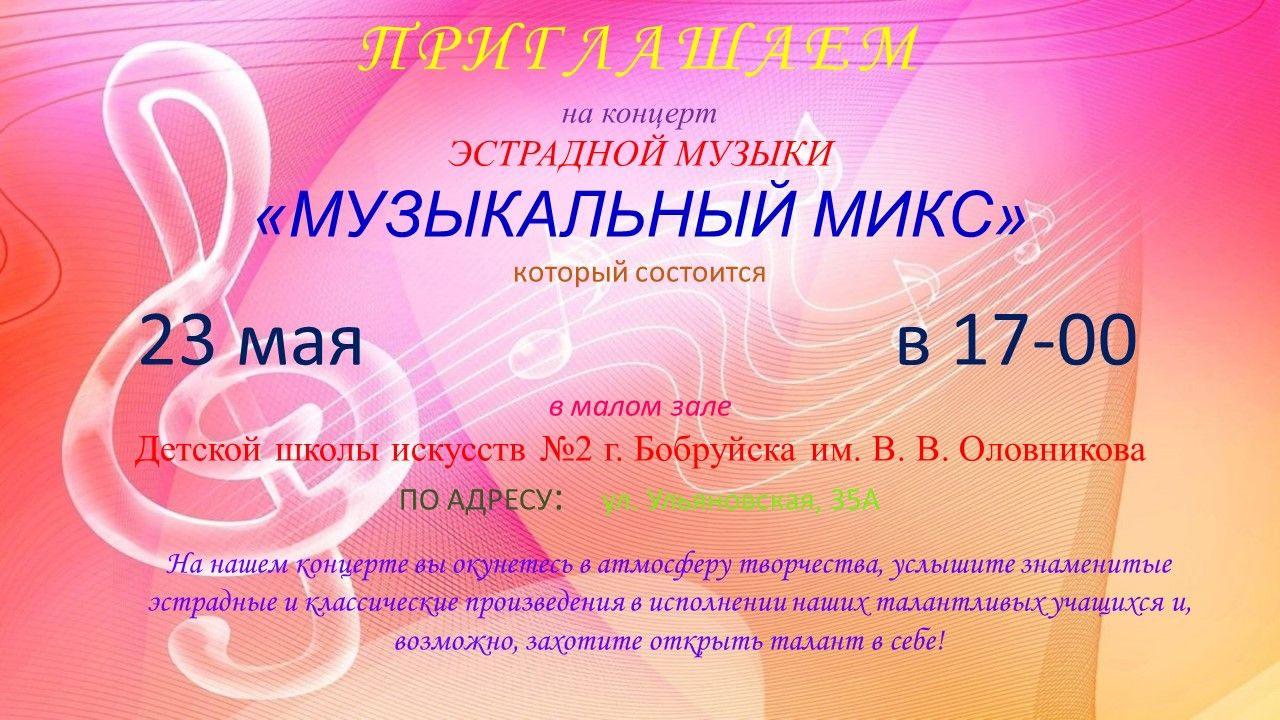 ПРИГЛАШАЕМ
на концерт
ЭСТРАДНОЙ МУЗЫКИ
«МУЗЫКАЛЬНЫЙ МИКС»
который состоится
23 мая в 17-00
в малом зале
Детской школы искусств №2 г. Бобруйска им. В. В. Оловникова
ПО АДРЕСУ: ул. Ульяновская, 35А
На нашем концерте вы окунетесь в атмосферу творчества, услышите знаменитые
эстрадные и классические произведения в исполнении наших талантливых учащихся и,
возможно, захотите открыть талант в себе!